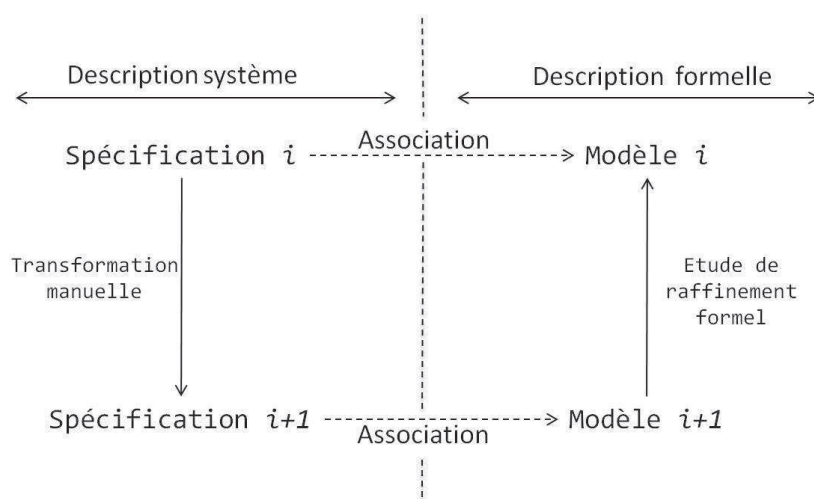 Description système
Description formelle
Association
Spécification i
Modèle i
Transformation
manuelle
Etude de
raffinement
formel
Spécification i+1
Modèle i+1
Association